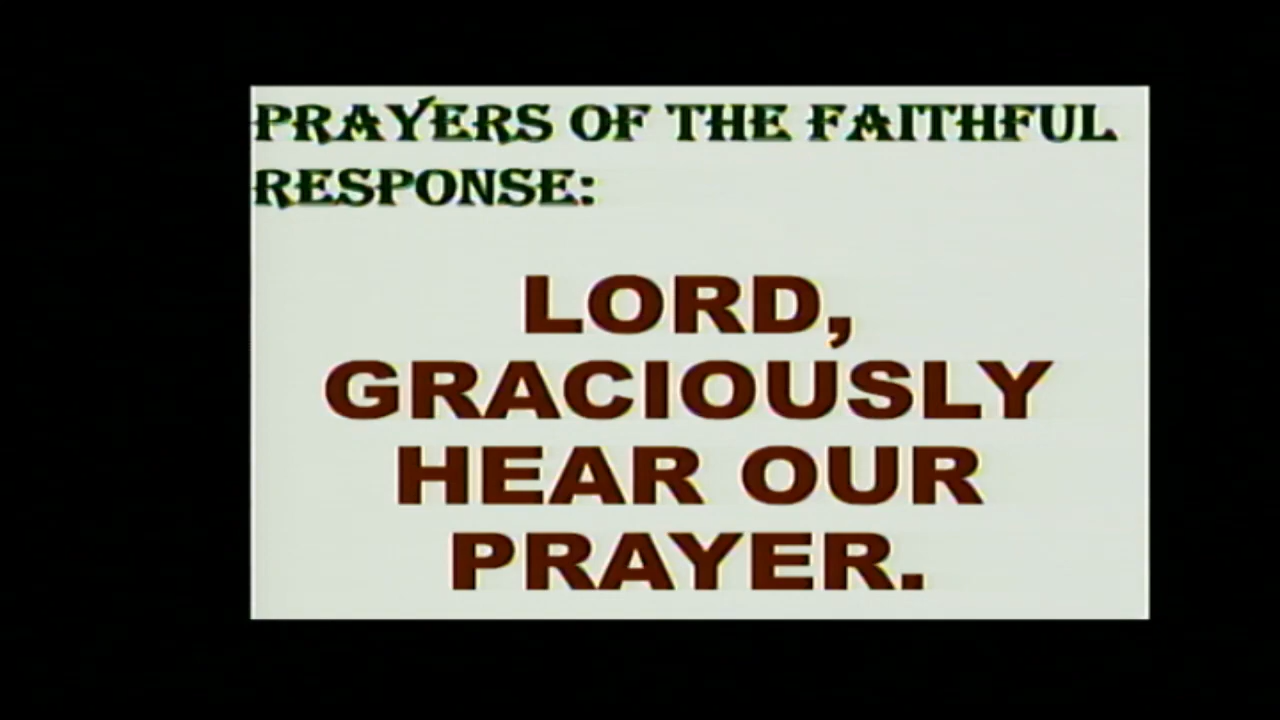 PRAYERS OF THE FAITHFUL
RESPONSE:
LORD,
GRACIOUSLY
HEAR OUR
PRAYER.